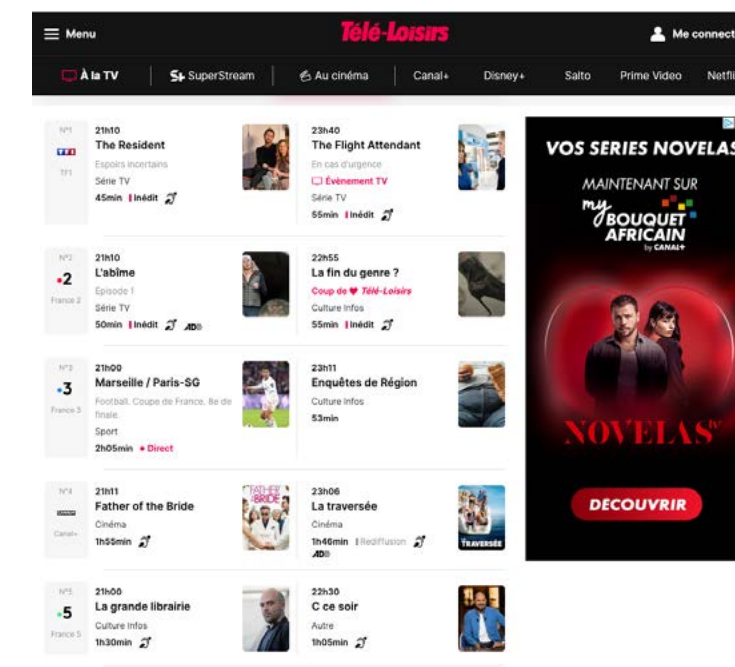 Menu
Télé-Loisirs
Me connect
À la TV
S+ SuperStream
Au cinéma
Canal+
Disney+
Salto
Prime Video
Netfli
N°1
TF1
TF1
21h10
The Resident
Espoirs incertains
Série TV
45min Inédit
23h40
The Flight Attendant
En cas d'urgence
Évènement TV
Série TV
55min Inédit
N°2
2
France 2
21h10
L'abîme
Episode 1
Série TV
50min Inédit AD
22h55
La fin du genre ?
Coup de Télé-Loisirs
Culture Infos
55min Inédit
N°3
3
France 3
21h00
Marseille / Paris-SG
Football. Coupe de France. 8e de
finale.
Sport
2h05min Direct
23h11
Enquêtes de Région
Culture Infos
53min
N°4
Canal+
21h11
Father of the Bride
Cinéma
1h55min
FATHER
BRIDE
23h06
La traversée
Cinéma
1h46min Rediffusion
AD
TRAVERSÉE
N°5
5
France 5
21h00
La grande librairie
Culture Infos
1h30min
22h30
C ce soir
Autre
1h05min
VOS SERIES NOVELAS
MAINTENANT SUR
my
BOUQUET
AFRICAIN
by CANAL+
NOVELAS TV
DECOUVRIR